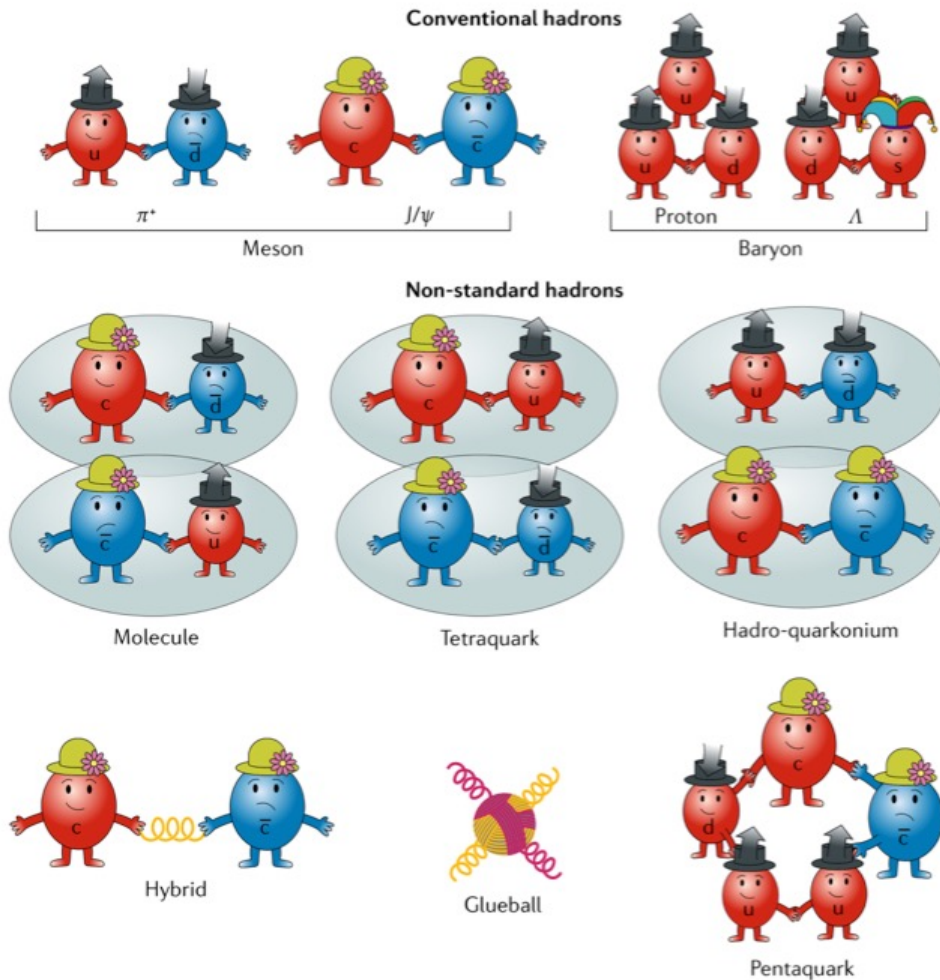 Conventional hadrons
u d̄ c c̄ u u d u d s
π⁺ J/ψ Proton Λ
Meson Baryon
Non-standard hadrons
c d̄ c u u d̄
c̄ u c̄ d̄ c c̄
Molecule Tetraquark Hadro-quarkonium
c c̄ c d c̄ u u
Hybrid Glueball
Pentaquark